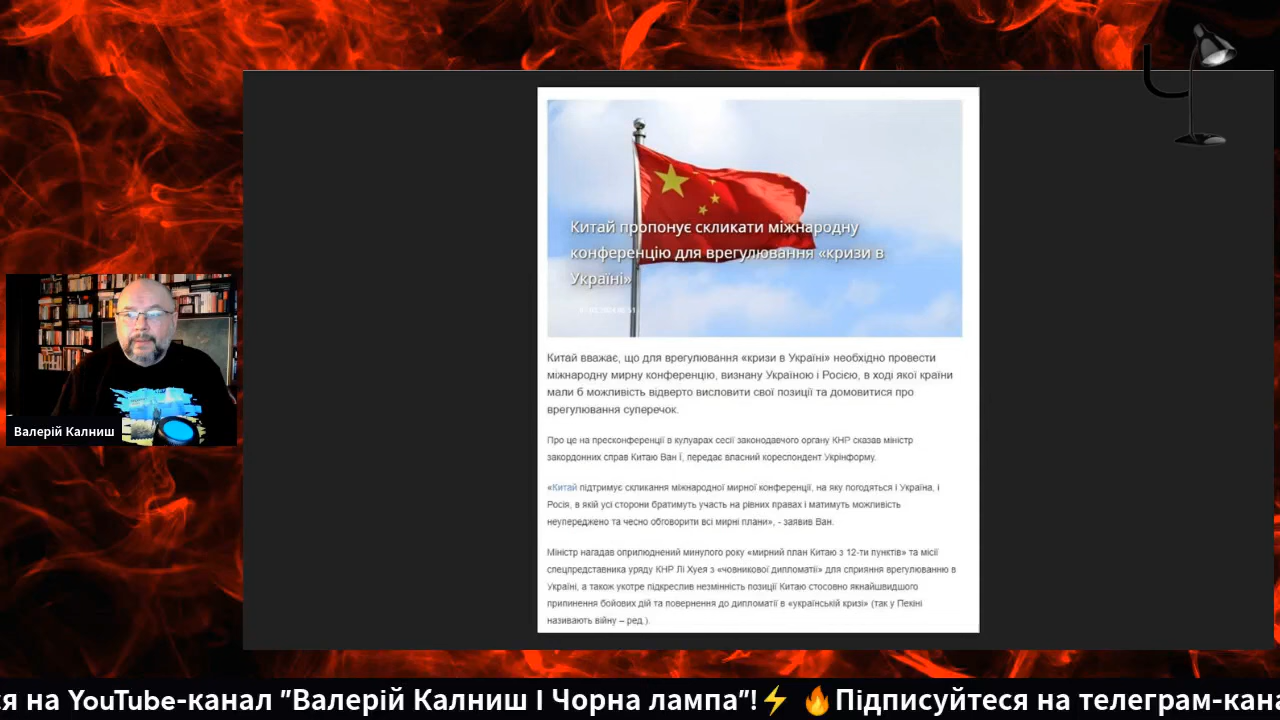 Китай пропонує скликати міжнародну
конференцію для врегулювання «кризи в
Україні»
Китай вважає, що для врегулювання «кризи в Україні» необхідно провести
міжнародну мирну конференцію, визнану Україною і Росією, в ході якої країни
мали б можливість відверто висловити свої позиції та домовитися про
врегулювання суперечок.
Про це на пресконференції в кулуарах сесії законодавчого органу КНР сказав міністр
закордонних справ Китаю Ван Ї, передає власний кореспондент Укрінформу.
«Китай підтримує скликання міжнародної мирної конференції, на яку погодяться і Україна, і
Росія, в якій усі сторони братимуть участь на рівних правах і матимуть можливість
неупереджено та чесно обговорити всі мирні плани», - заявив Ван.
Міністр нагадав оприлюднений минулого року «мирний план Китаю з 12-ти пунктів» та місії
спецпредставника уряду КНР Лі Хуея з «човникової дипломатії» для сприяння врегулюванню в
Україні, а також укотре підкреслив незмінність позиції Китаю стосовно якнайшвидшого
припинення бойових дій та повернення до дипломатії в «українській кризі» (так у Пекіні
називають війну – ред.).
Валерій Калниш
ся на YouTube-канал "Валерій Калниш І Чорна лампа"!⚡ 🔥Підписуйтеся на телеграм-кана